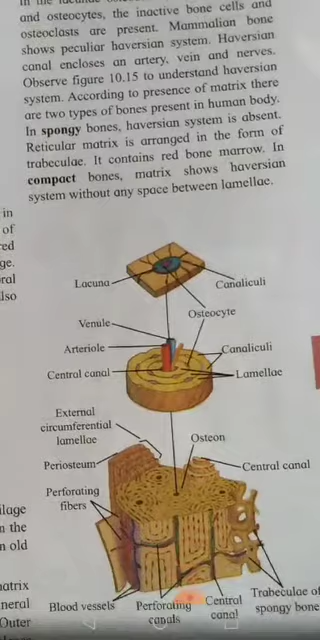 and osteocytes, the inactive bone cells and
osteoclasts are present. Mammalian bone
shows peculiar haversian system. Haversian
canal encloses an artery, vein and nerves.
Observe figure 10.15 to understand haversian
system. According to presence of matrix there
are two types of bones present in human body.
In spongy bones, haversian system is absent.
Reticular matrix is arranged in the form of
trabeculae. It contains red bone marrow. In
compact bones, matrix shows haversian
system without any space between lamellae.
in
of
Lacuna
Canaliculi
Osteocyte
Venule
Arteriole
Canaliculi
Central canal
Lamellae
External
circumferential
lamellae
Osteon
Periosteum
Central canal
Perforating
fibers
n the
n old
Blood vessels
Perforating
canals
Central
canal
Trabeculae of
spongy bone
Outer